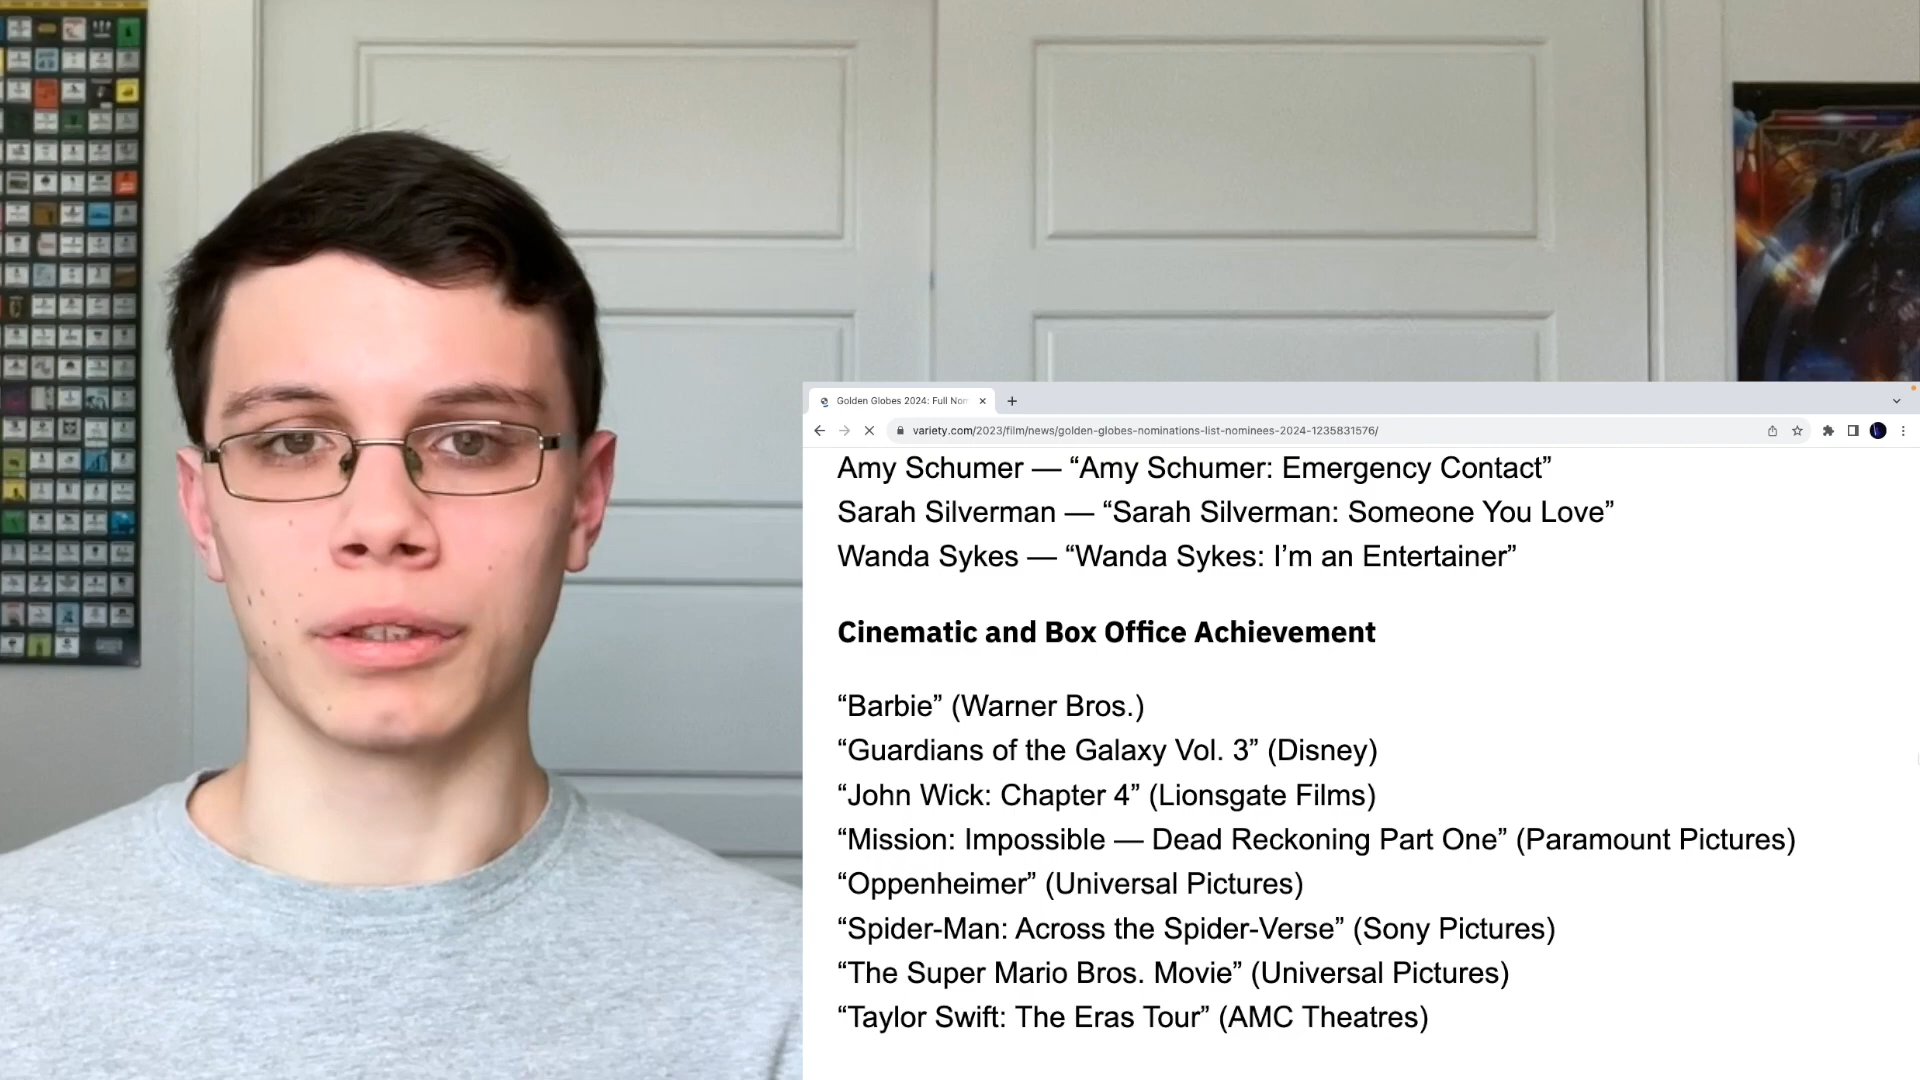 Golden Globes 2024: Full Nom
variety.com/2023/film/news/golden-globes-nominations-list-nominees-2024-1235831576/
Amy Schumer — “Amy Schumer: Emergency Contact”
Sarah Silverman — “Sarah Silverman: Someone You Love”
Wanda Sykes — “Wanda Sykes: I’m an Entertainer”
Cinematic and Box Office Achievement
“Barbie” (Warner Bros.)
“Guardians of the Galaxy Vol. 3” (Disney)
“John Wick: Chapter 4” (Lionsgate Films)
“Mission: Impossible — Dead Reckoning Part One” (Paramount Pictures)
“Oppenheimer” (Universal Pictures)
“Spider-Man: Across the Spider-Verse” (Sony Pictures)
“The Super Mario Bros. Movie” (Universal Pictures)
“Taylor Swift: The Eras Tour” (AMC Theatres)